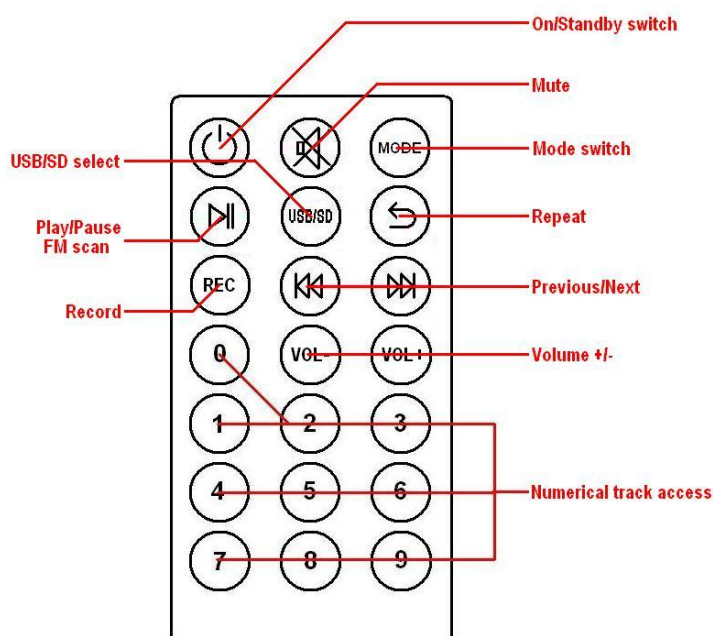 On/Standby switch
Mute
MODE
Mode switch
USB/SD select
Play/Pause
FM scan
USB/SD
Repeat
REC
Record
Previous/Next
0
VOL-
VOL+
Volume +/-
1
2
3
4
5
6
Numerical track access
7
8
9